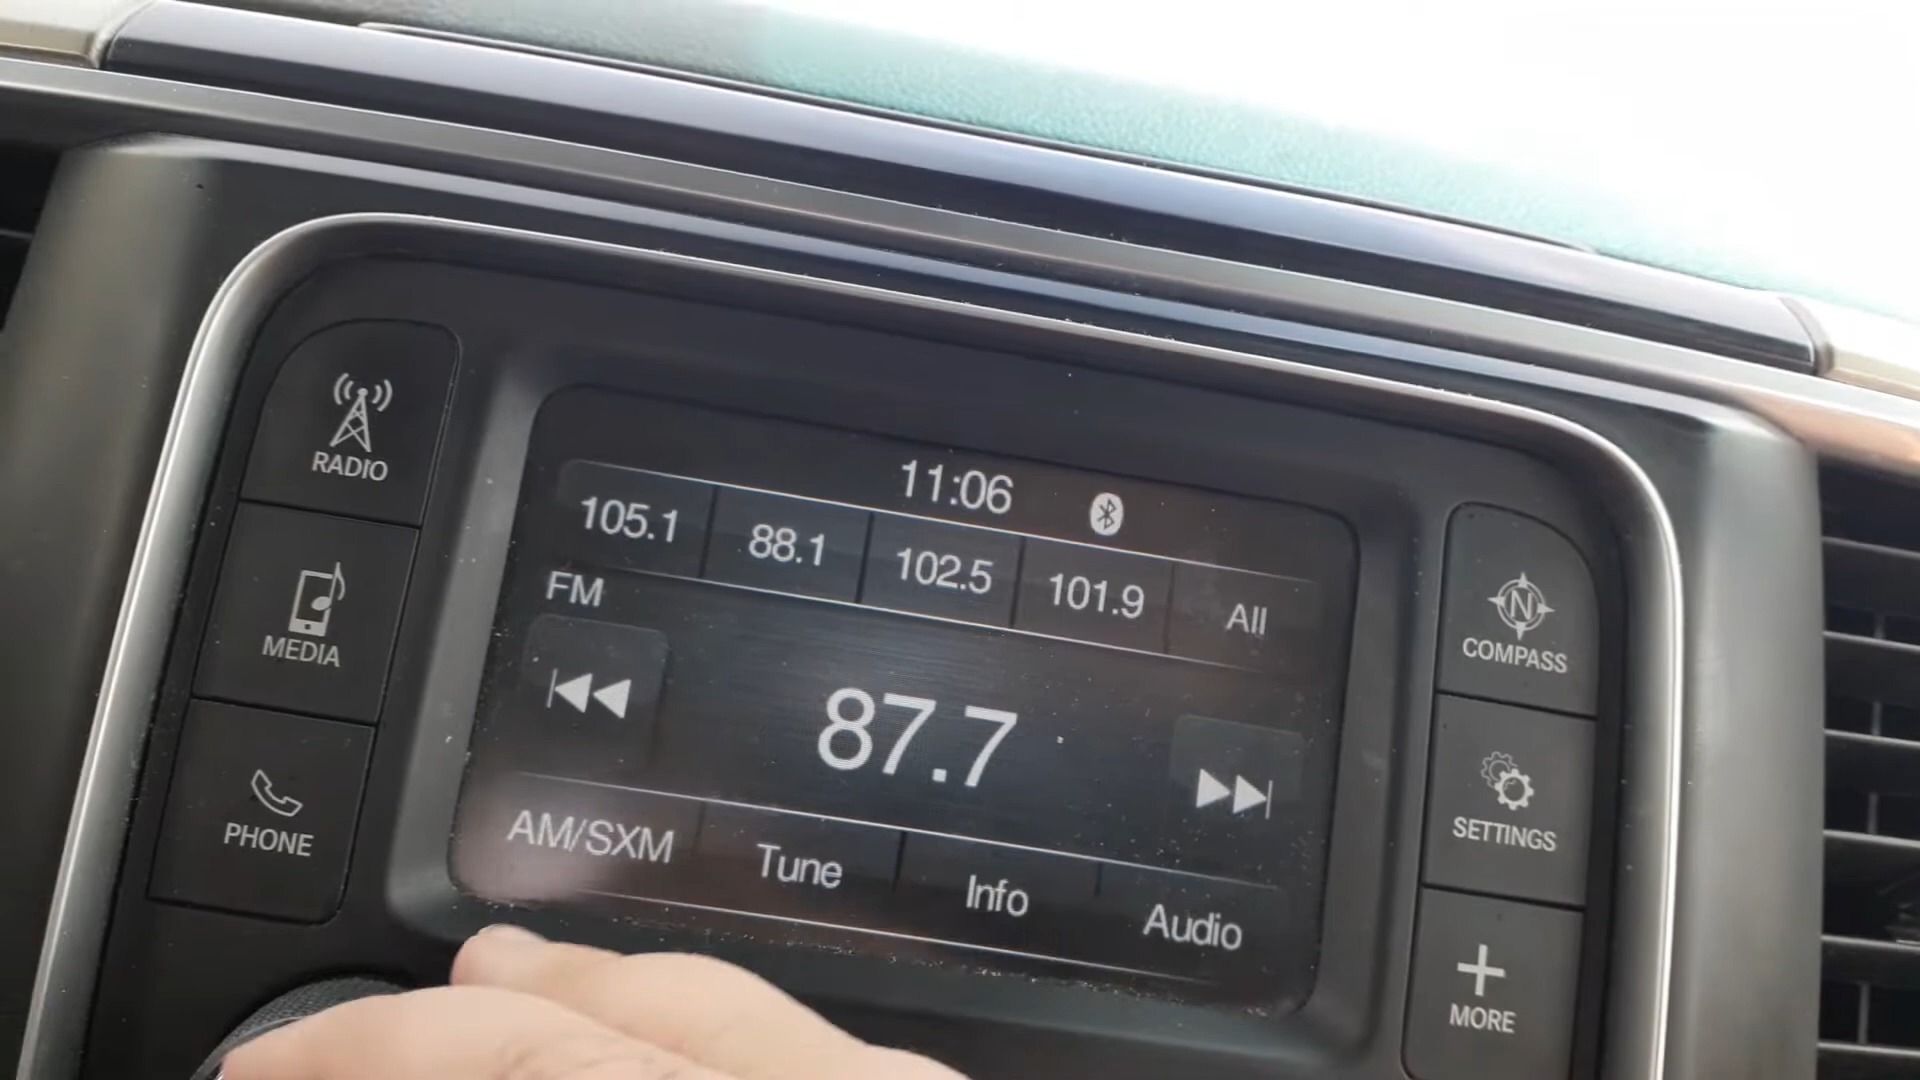 RADIO
MEDIA
PHONE
11:06
105.1 88.1 102.5 101.9 All
FM
87.7
AM/SXM Tune Info Audio
N
COMPASS
SETTINGS
MORE